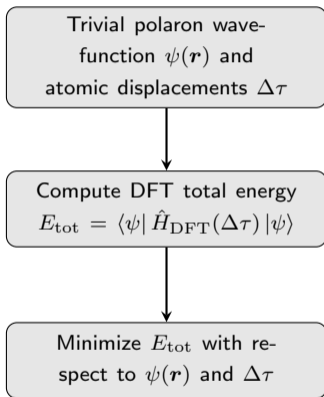 Trivial polaron wave-
function ψ(r) and
atomic displacements Δτ
Compute DFT total energy
E_tot = ⟨ψ| Ĥ_DFT(Δτ) |ψ⟩
Minimize E_tot with re-
spect to ψ(r) and Δτ